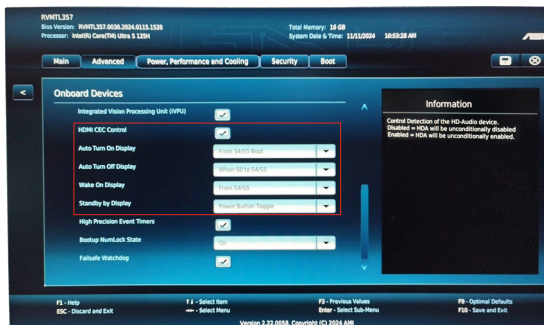 RVMTL357
Bios Version: RVMTL357.0038.2024.0115.1528
Processor: Intel(R) Core(TM) Ultra 5 125H
Total Memory: 16 GB
System Date & Time: 11/11/2024 10:53:28 AM
Main Advanced Power, Performance and Cooling Security Boot
Onboard Devices
Integrated Vision Processing Unit (IVPU)
HDMI CEC Control
Auto Turn On Display From S4/S5 Boot
Auto Turn Off Display When S0 to S4/S5
Wake On Display From S4/S5
Standby by Display Power Button Toggle
High Precision Event Timers
Bootup NumLock State On
Failsafe Watchdog
Information
Control Detection of the HD-Audio device.
Disabled = HDA will be unconditionally disabled
Enabled = HDA will be unconditionally enabled.
F1 - Help
ESC - Discard and Exit
- Select Item
- Select Menu
F3 - Previous Values
Enter - Select Sub-Menu
F9 - Optimal Defaults
F10 - Save and Exit
Version 2.22.0058. Copyright (C) 2024 AMI